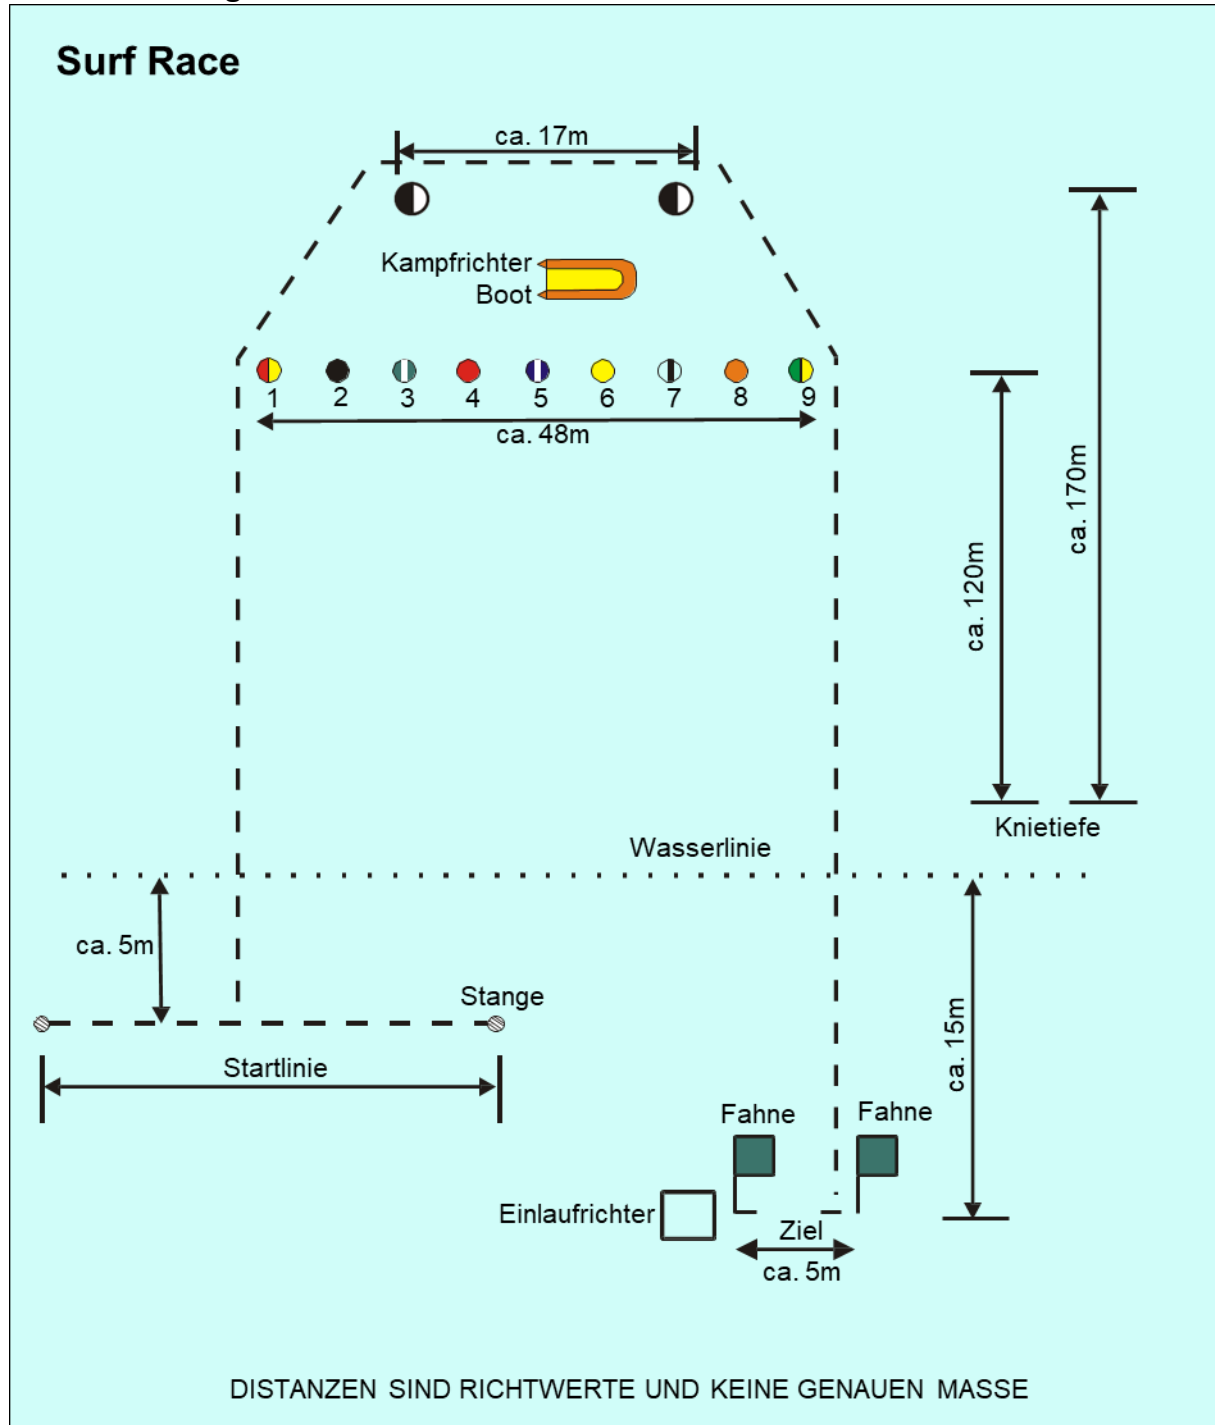 Surf Race
ca. 17m
Kampfrichter
Boot
1 2 3 4 5 6 7 8 9
ca. 48m
ca. 170m
ca. 120m
Knietiefe
Wasserlinie
ca. 5m
Stange
Startlinie
ca. 15m
Fahne
Fahne
Einlaufrichter
Ziel
ca. 5m
DISTANZEN SIND RICHTWERTE UND KEINE GENAUEN MASSE